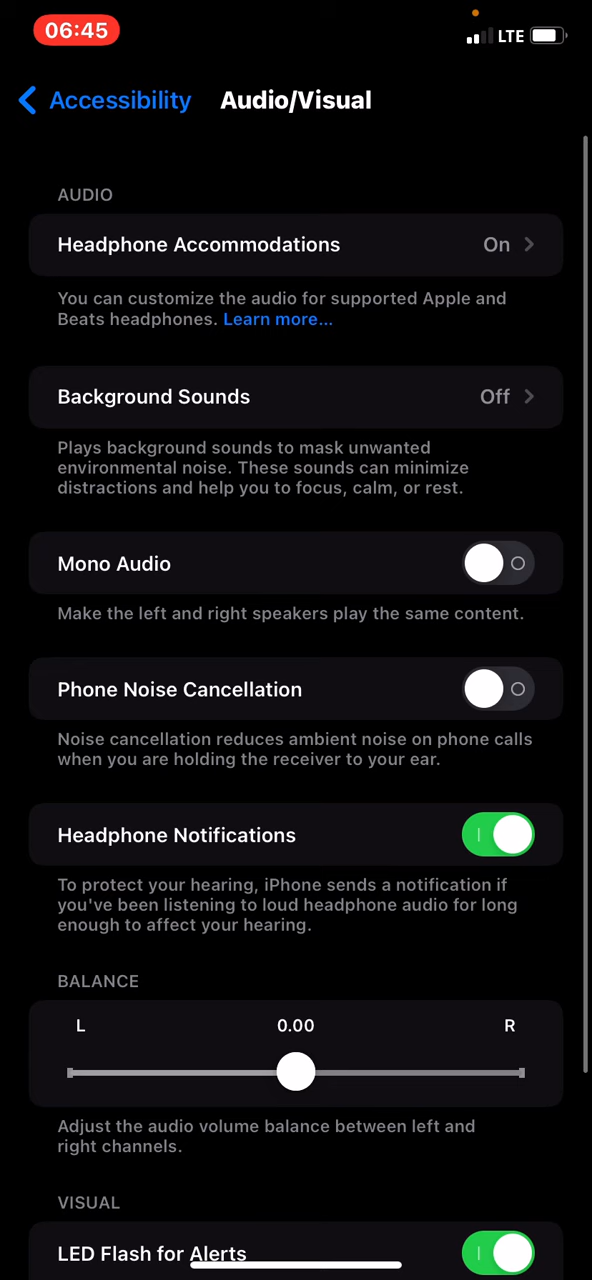 06:45
LTE
Accessibility
Audio/Visual
AUDIO
Headphone Accommodations
On
You can customize the audio for supported Apple and
Beats headphones. Learn more...
Background Sounds
Off
Plays background sounds to mask unwanted
environmental noise. These sounds can minimize
distractions and help you to focus, calm, or rest.
Mono Audio
Make the left and right speakers play the same content.
Phone Noise Cancellation
Noise cancellation reduces ambient noise on phone calls
when you are holding the receiver to your ear.
Headphone Notifications
To protect your hearing, iPhone sends a notification if
you've been listening to loud headphone audio for long
enough to affect your hearing.
BALANCE
L
0.00
R
Adjust the audio volume balance between left and
right channels.
VISUAL
LED Flash for Alerts